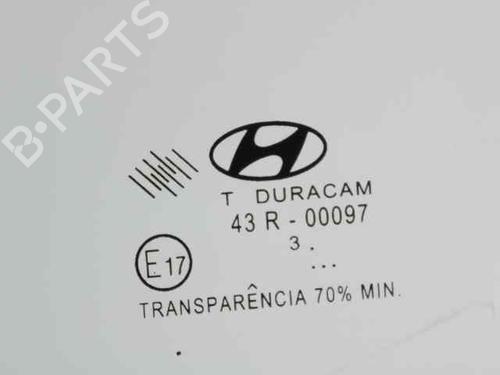 B-PARTS
T DURACAM
43 R - 00097
3 .
...
E17
TRANSPARÊNCIA 70% MIN.